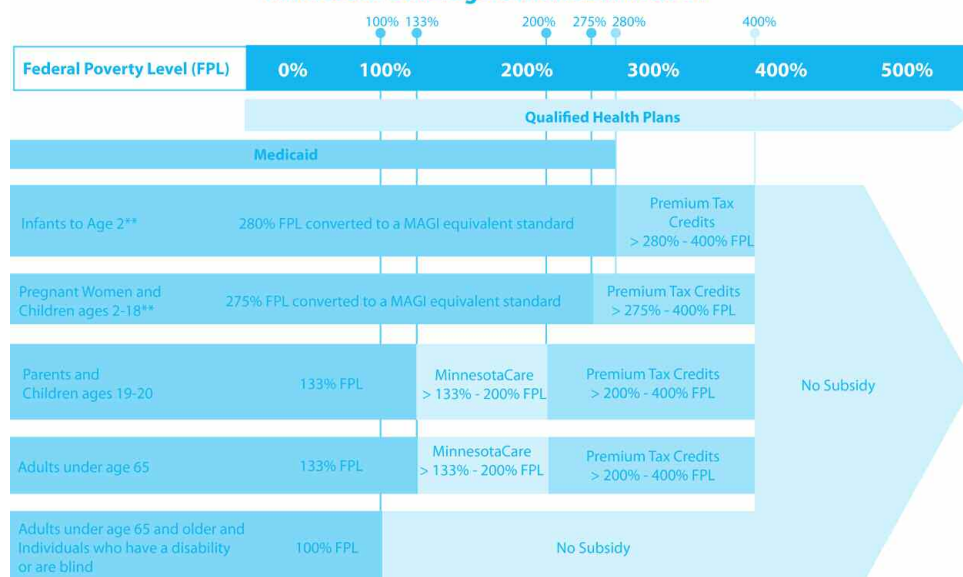 100% 133% 200% 275% 280% 400%
Federal Poverty Level (FPL) 0% 100% 200% 300% 400% 500%
Qualified Health Plans
Medicaid
Infants to Age 2**
280% FPL converted to a MAGI equivalent standard
Premium Tax
Credits
> 280% - 400% FPL
Pregnant Women and
Children ages 2-18**
275% FPL converted to a MAGI equivalent standard
Premium Tax Credits
> 275% - 400% FPL
Parents and
Children ages 19-20
133% FPL
MinnesotaCare
> 133% - 200% FPL
Premium Tax Credits
> 200% - 400% FPL
No Subsidy
Adults under age 65
133% FPL
MinnesotaCare
> 133% - 200% FPL
Premium Tax Credits
> 200% - 400% FPL
Adults under age 65 and older and
Individuals who have a disability
or are blind
100% FPL
No Subsidy